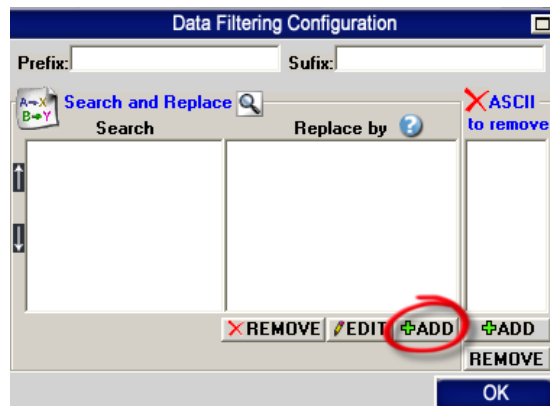 Data Filtering Configuration
Prefix: Sufix:
A→X
B→Y
Search and Replace
ASCII
to remove
Search Replace by ?
REMOVE EDIT ADD ADD
REMOVE
OK